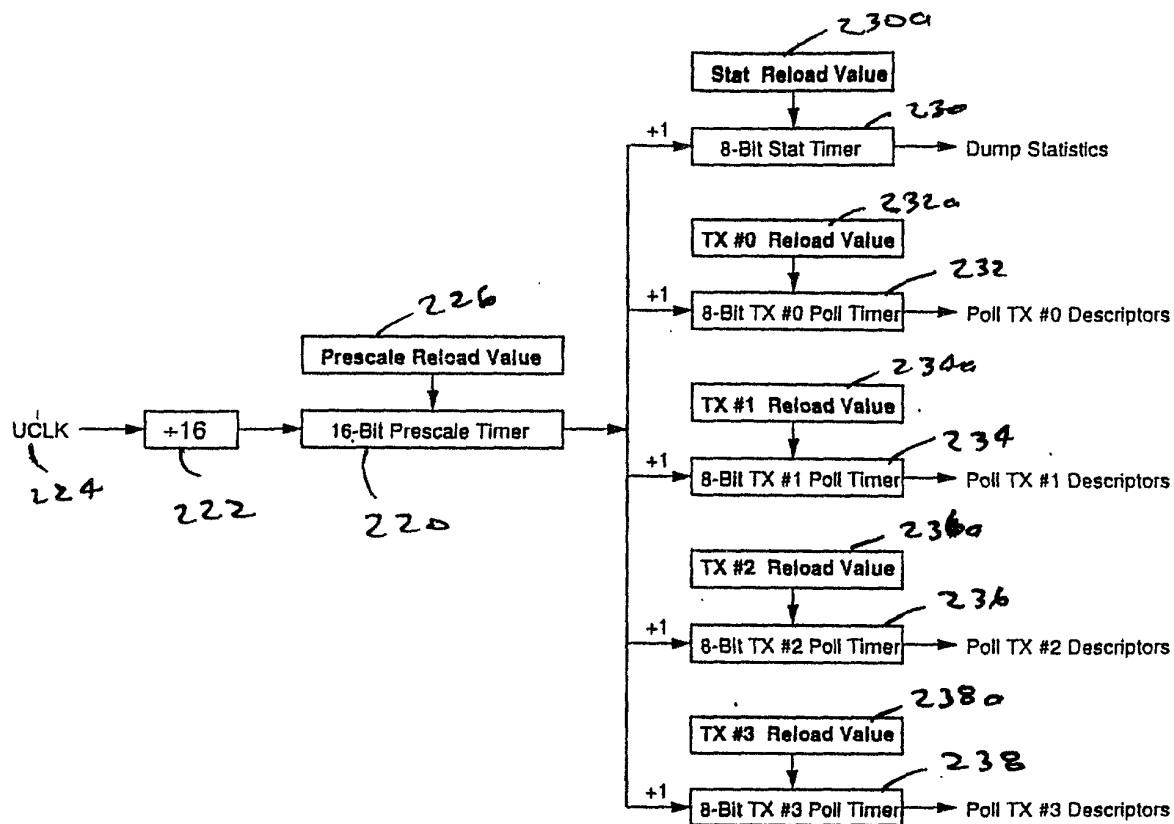 230a
Stat Reload Value
230
+1
8-Bit Stat Timer
Dump Statistics
232a
TX #0 Reload Value
232
+1
8-Bit TX #0 Poll Timer
Poll TX #0 Descriptors
226
Prescale Reload Value
234a
TX #1 Reload Value
UCLK
÷16
16-Bit Prescale Timer
234
+1
8-Bit TX #1 Poll Timer
Poll TX #1 Descriptors
224
222
220
236a
TX #2 Reload Value
236
+1
8-Bit TX #2 Poll Timer
Poll TX #2 Descriptors
238a
TX #3 Reload Value
238
+1
8-Bit TX #3 Poll Timer
Poll TX #3 Descriptors